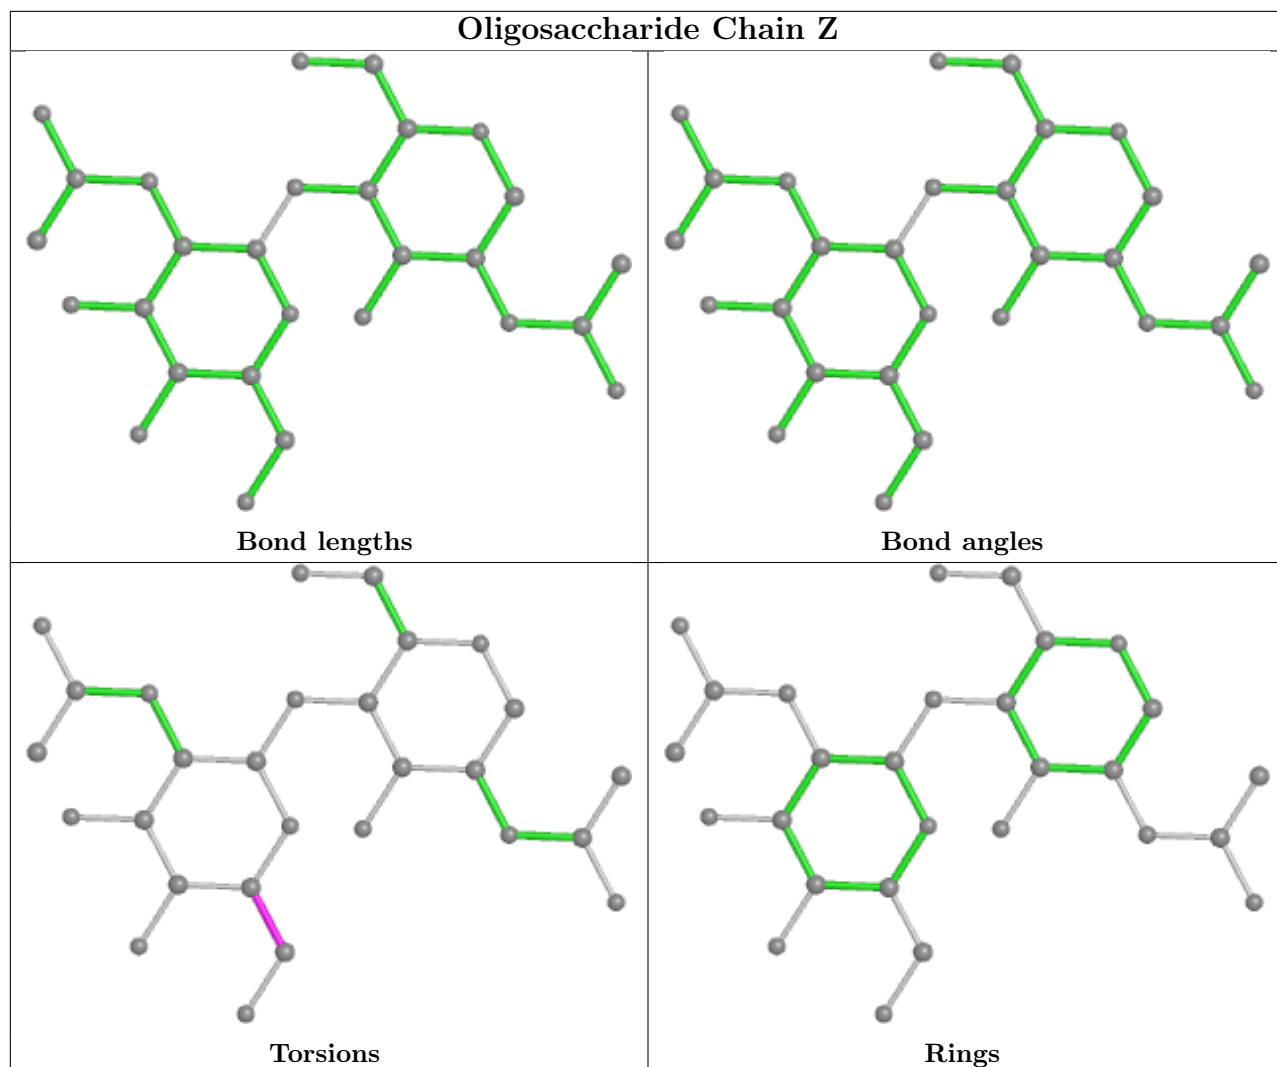 Oligosaccharide Chain Z
Bond lengths
Bond angles
Torsions
Rings